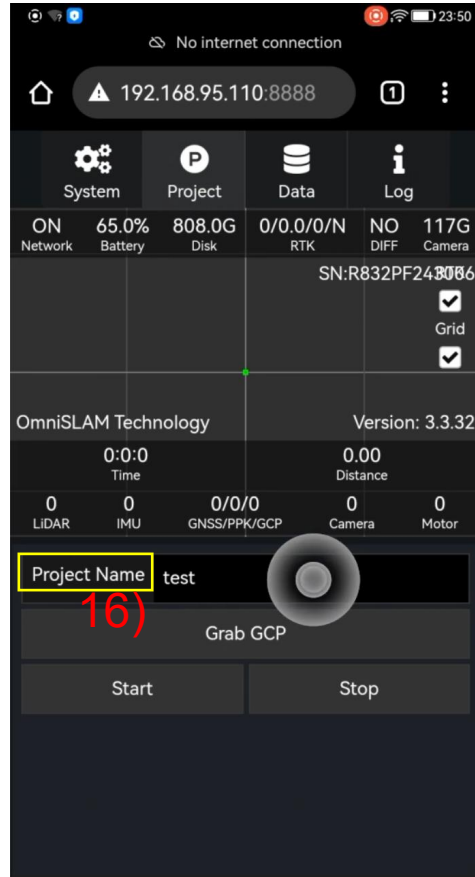 23:50
No internet connection
192.168.95.110:8888 1
P
System Project Data Log
ON 65.0% 808.0G 0/0.0/0/N NO 117G
Network Battery Disk RTK DIFF Camera
SN:R832PF243066
RTK
Grid
OmniSLAM Technology Version: 3.3.32
0:0:0 0.00
Time Distance
0 0 0/0/0 0 0
LiDAR IMU GNSS/PPK/GCP Camera Motor
Project Name test
16)
Grab GCP
Start Stop